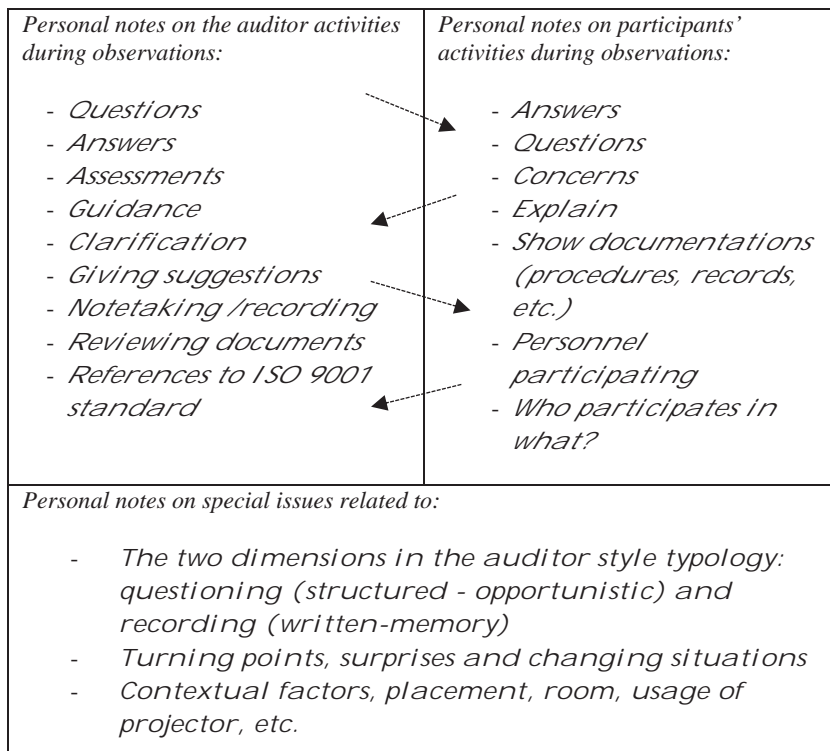 Personal notes on the auditor activities
during observations:
- Questions
- Answers
- Assessments
- Guidance
- Clarification
- Giving suggestions
- Notetaking /recording
- Reviewing documents
- References to ISO 9001
standard
Personal notes on participants’
activities during observations:
- Answers
- Questions
- Concerns
- Explain
- Show documentations
(procedures, records,
etc.)
- Personnel
participating
- Who participates in
what?
Personal notes on special issues related to:
- The two dimensions in the auditor style typology:
questioning (structured - opportunistic) and
recording (written-memory)
- Turning points, surprises and changing situations
- Contextual factors, placement, room, usage of
projector, etc.